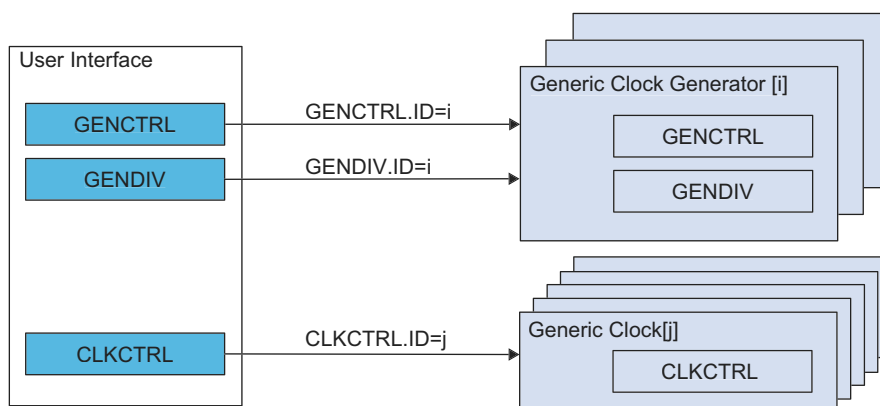 User Interface
GENCTRL
GENDIV
CLKCTRL
GENCTRL.ID=i
GENDIV.ID=i
CLKCTRL.ID=j
Generic Clock Generator [i]
GENCTRL
GENDIV
Generic Clock[j]
CLKCTRL